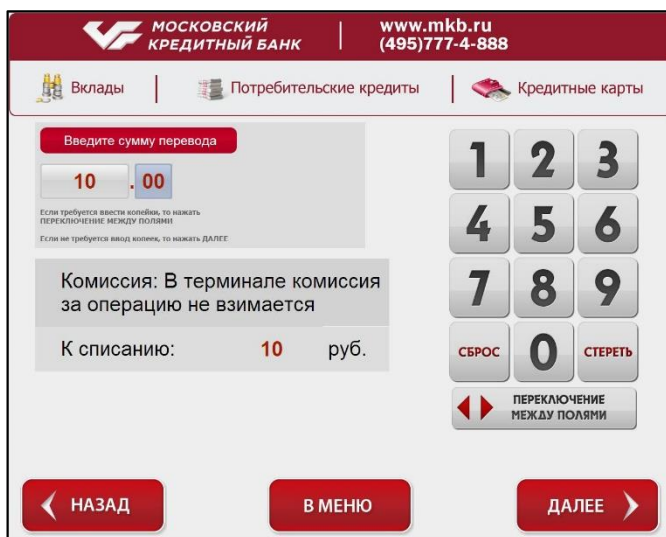 МОСКОВСКИЙ
КРЕДИТНЫЙ БАНК
www.mkb.ru
(495)777-4-888
Вклады
Потребительские кредиты
Кредитные карты
Введите сумму перевода
10 . 00
Если требуется ввести копейки, то нажать
ПЕРЕКЛЮЧЕНИЕ МЕЖДУ ПОЛЯМИ
Если не требуется ввод копеек, то нажать ДАЛЕЕ
Комиссия: В терминале комиссия
за операцию не взимается
К списанию: 10 руб.
1 2 3
4 5 6
7 8 9
СБРОС 0 СТЕРЕТЬ
ПЕРЕКЛЮЧЕНИЕ
МЕЖДУ ПОЛЯМИ
НАЗАД
В МЕНЮ
ДАЛЕЕ